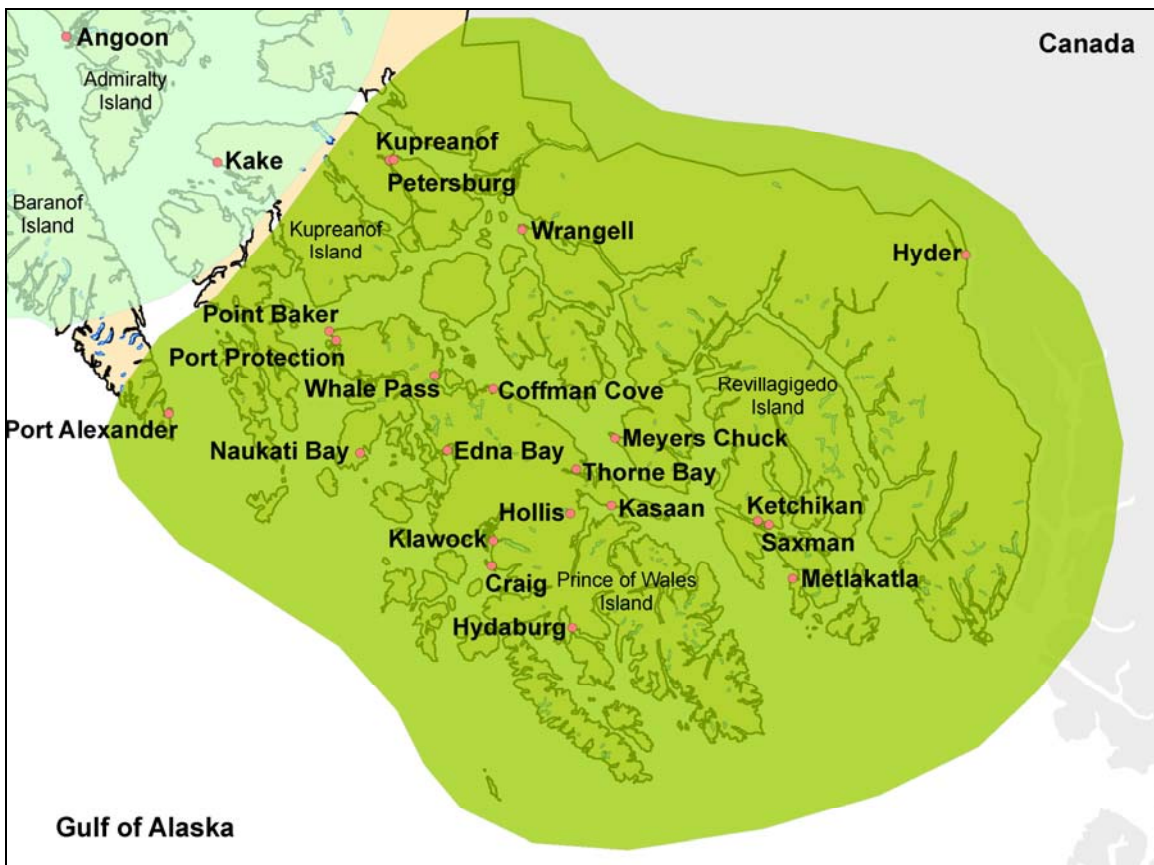 Angoon
Canada
Admiralty
Island
Kake
Kupreanof
Petersburg
Baranof
Island
Kupreanof
Island
Wrangell
Hyder
Point Baker
Port Protection
Whale Pass
Coffman Cove
Revillagigedo
Island
Port Alexander
Naukati Bay
Edna Bay
Meyers Chuck
Thorne Bay
Hollis
Kasaan
Ketchikan
Saxman
Klawock
Craig
Prince of Wales
Island
Metlakatla
Hydaburg
Gulf of Alaska